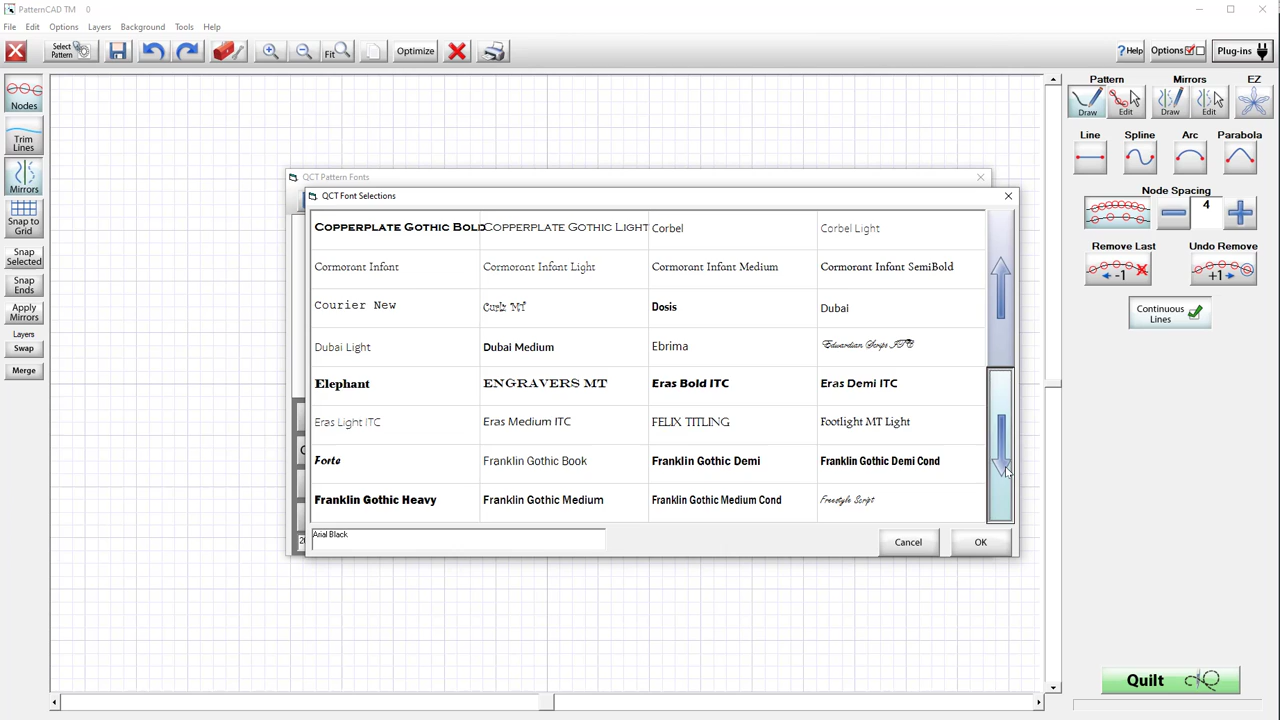 PatternCAD TM 0
File Edit Options Layers Background Tools Help
Select Pattern Fit Optimize ?Help Options Plug-ins
Nodes
Trim Lines
Mirrors
Snap to Grid
Snap Selected
Snap Ends
Apply Mirrors
Layers
Swap
Merge
QCT Pattern Fonts
QCT Font Selections
Copperplate Gothic Bold Copperplate Gothic Light Corbel Corbel Light
Cormorant Infant Cormorant Infant Light Cormorant Infant Medium Cormorant Infant SemiBold
Courier New Curlz MT Dosis Dubai
Dubai Light Dubai Medium Ebrima Edwardian Script ITC
Elephant ENGRAVERS MT Eras Bold ITC Eras Demi ITC
Eras Light ITC Eras Medium ITC FELIX TITLING Footlight MT Light
Forte Franklin Gothic Book Franklin Gothic Demi Franklin Gothic Demi Cond
Franklin Gothic Heavy Franklin Gothic Medium Franklin Gothic Medium Cond Freestyle Script
Arial Black
Cancel OK
Pattern Mirrors EZ
Draw Edit Draw Edit
Line Spline Arc Parabola
Node Spacing
4
Remove Last Undo Remove
-1 +1
Continuous Lines
Quilt